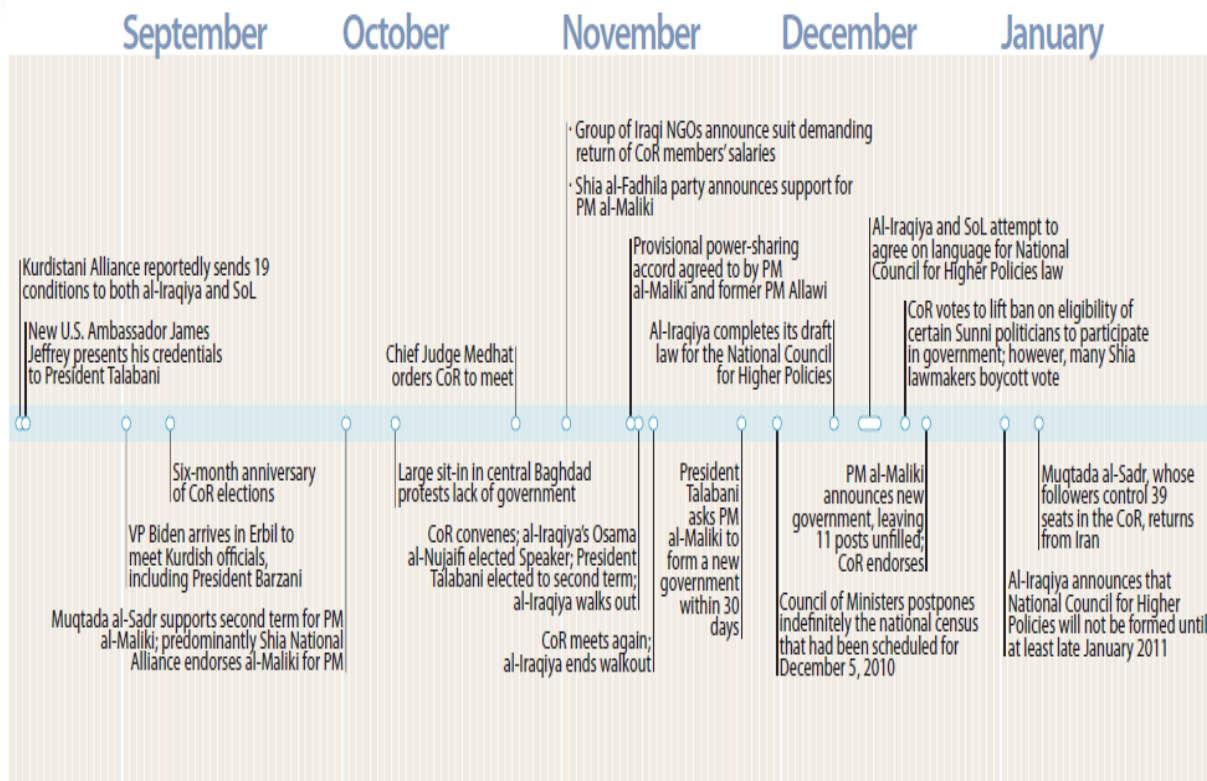 September October November December January
· Group of Iraqi NGOs announce suit demanding
return of CoR members' salaries
· Shia al-Fadhila party announces support for
PM al-Maliki
Kurdistani Alliance reportedly sends 19
conditions to both al-Iraqiya and SoL
New U.S. Ambassador James
Jeffrey presents his credentials
to President Talabani
Chief Judge Medhat
orders CoR to meet
Provisional power-sharing
accord agreed to by PM
al-Maliki and former PM Allawi
Al-Iraqiya completes its draft
law for the National Council
for Higher Policies
Al-Iraqiya and SoL attempt to
agree on language for National
Council for Higher Policies law
CoR votes to lift ban on eligibility of
certain Sunni politicians to participate
in government; however, many Shia
lawmakers boycott vote
Six-month anniversary
of CoR elections
VP Biden arrives in Erbil to
meet Kurdish officials,
including President Barzani
Muqtada al-Sadr supports second term for PM
al-Maliki; predominantly Shia National
Alliance endorses al-Maliki for PM
Large sit-in in central Baghdad
protests lack of government
CoR convenes; al-Iraqiya's Osama
al-Nujaifi elected Speaker; President
Talabani elected to second term;
al-Iraqiya walks out
CoR meets again;
al-Iraqiya ends walkout
President
Talabani
asks PM
al-Maliki to
form a new
government
within 30
days
Council of Ministers postpones
indefinitely the national census
that had been scheduled for
December 5, 2010
PM al-Maliki
announces new
government, leaving
11 posts unfilled;
CoR endorses
Muqtada al-Sadr, whose
followers control 39
seats in the CoR, returns
from Iran
Al-Iraqiya announces that
National Council for Higher
Policies will not be formed until
at least late January 2011